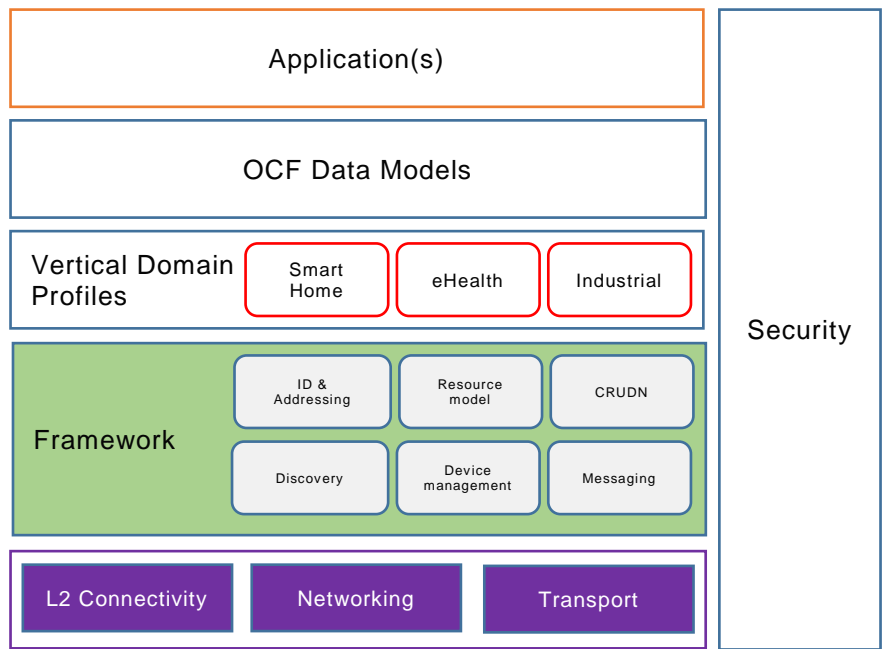 Application(s)
OCF Data Models
Vertical Domain
Profiles
Smart
Home
eHealth
Industrial
Security
Framework
ID &
Addressing
Resource
model
CRUDN
Discovery
Device
management
Messaging
L2 Connectivity
Networking
Transport